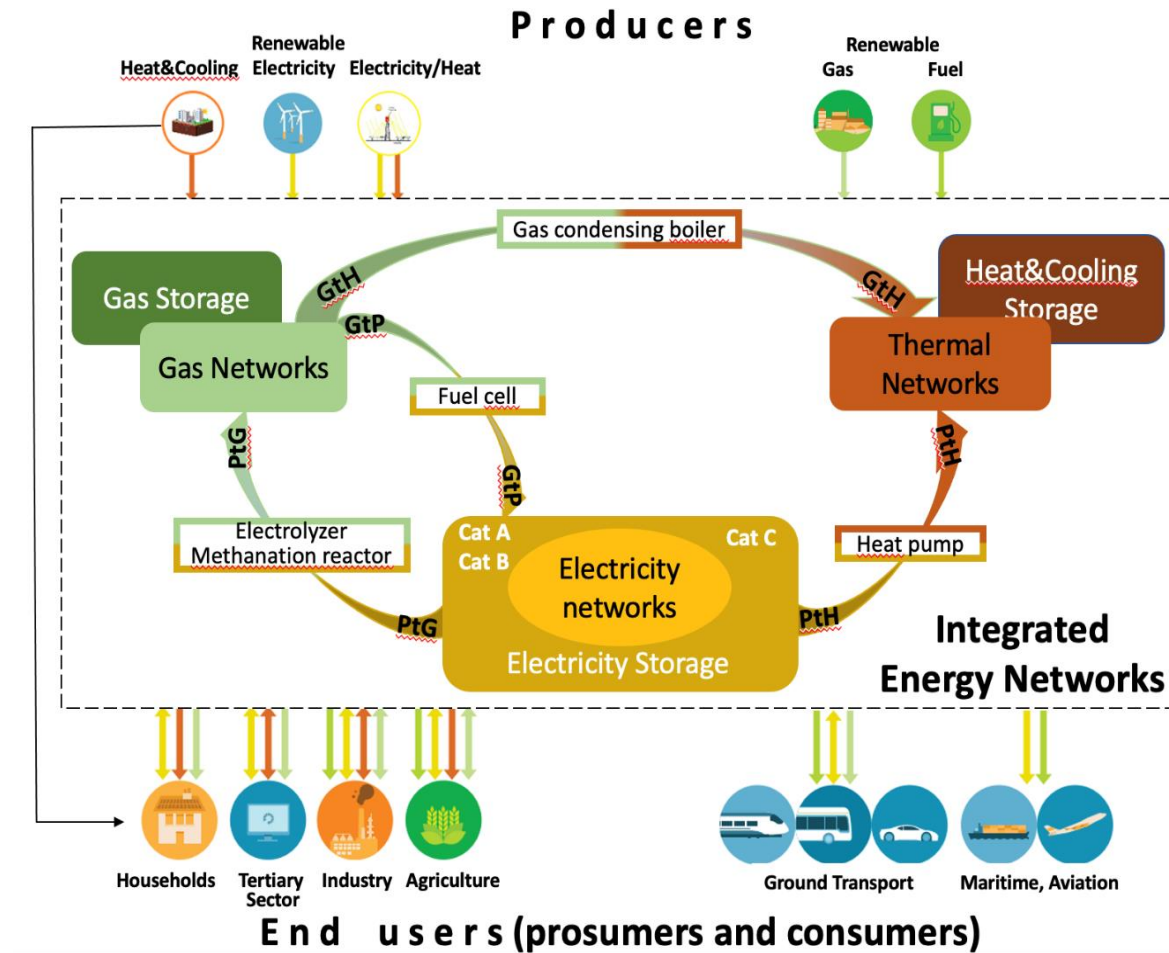 Producers
Renewable
Heat&Cooling Electricity Electricity/Heat
Renewable
Gas Fuel
Gas condensing boiler
GtH
GtH
Gas Storage
Heat&Cooling
Storage
GtP
Gas Networks
Thermal
Networks
Fuel cell
PtG
PtH
GtP
Electrolyzer
Methanation reactor
Cat A
Cat B
Cat C
Heat pump
Electricity
networks
PtG
PtH
Electricity Storage
Integrated
Energy Networks
Households
Tertiary
Sector
Industry
Agriculture
Ground Transport
Maritime, Aviation
End users (prosumers and consumers)